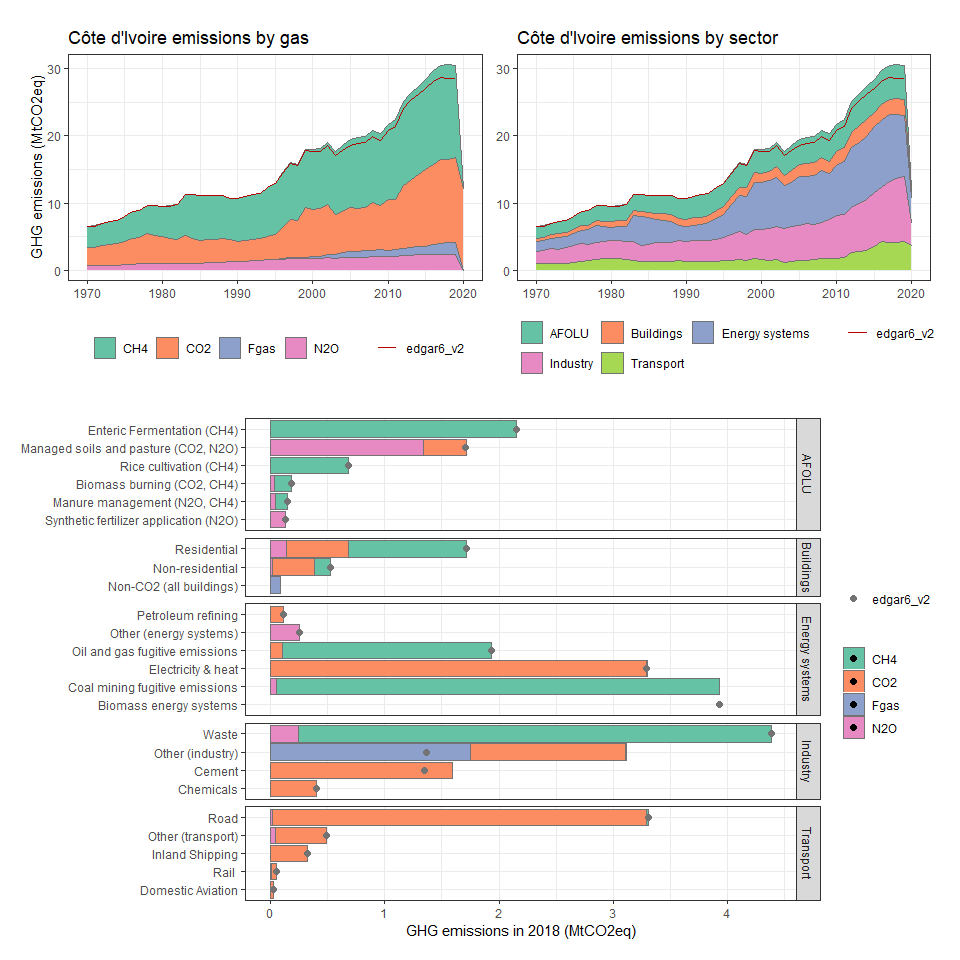 Côte d'Ivoire emissions by gas
GHG emissions (MtCO2eq)
30
20
10
0
1970 1980 1990 2000 2010 2020
CH4 CO2 Fgas N2O edgar6_v2
Côte d'Ivoire emissions by sector
30
20
10
0
1970 1980 1990 2000 2010 2020
AFOLU Buildings Energy systems edgar6_v2
Industry Transport
Enteric Fermentation (CH4)
Managed soils and pasture (CO2, N2O)
Rice cultivation (CH4)
Biomass burning (CO2, CH4)
Manure management (N2O, CH4)
Synthetic fertilizer application (N2O)
AFOLU
Residential
Non-residential
Non-CO2 (all buildings)
Buildings
Petroleum refining
Other (energy systems)
Oil and gas fugitive emissions
Electricity & heat
Coal mining fugitive emissions
Biomass energy systems
Energy systems
Waste
Other (industry)
Cement
Chemicals
Industry
Road
Other (transport)
Inland Shipping
Rail
Domestic Aviation
Transport
0 1 2 3 4
GHG emissions in 2018 (MtCO2eq)
edgar6_v2
CH4
CO2
Fgas
N2O